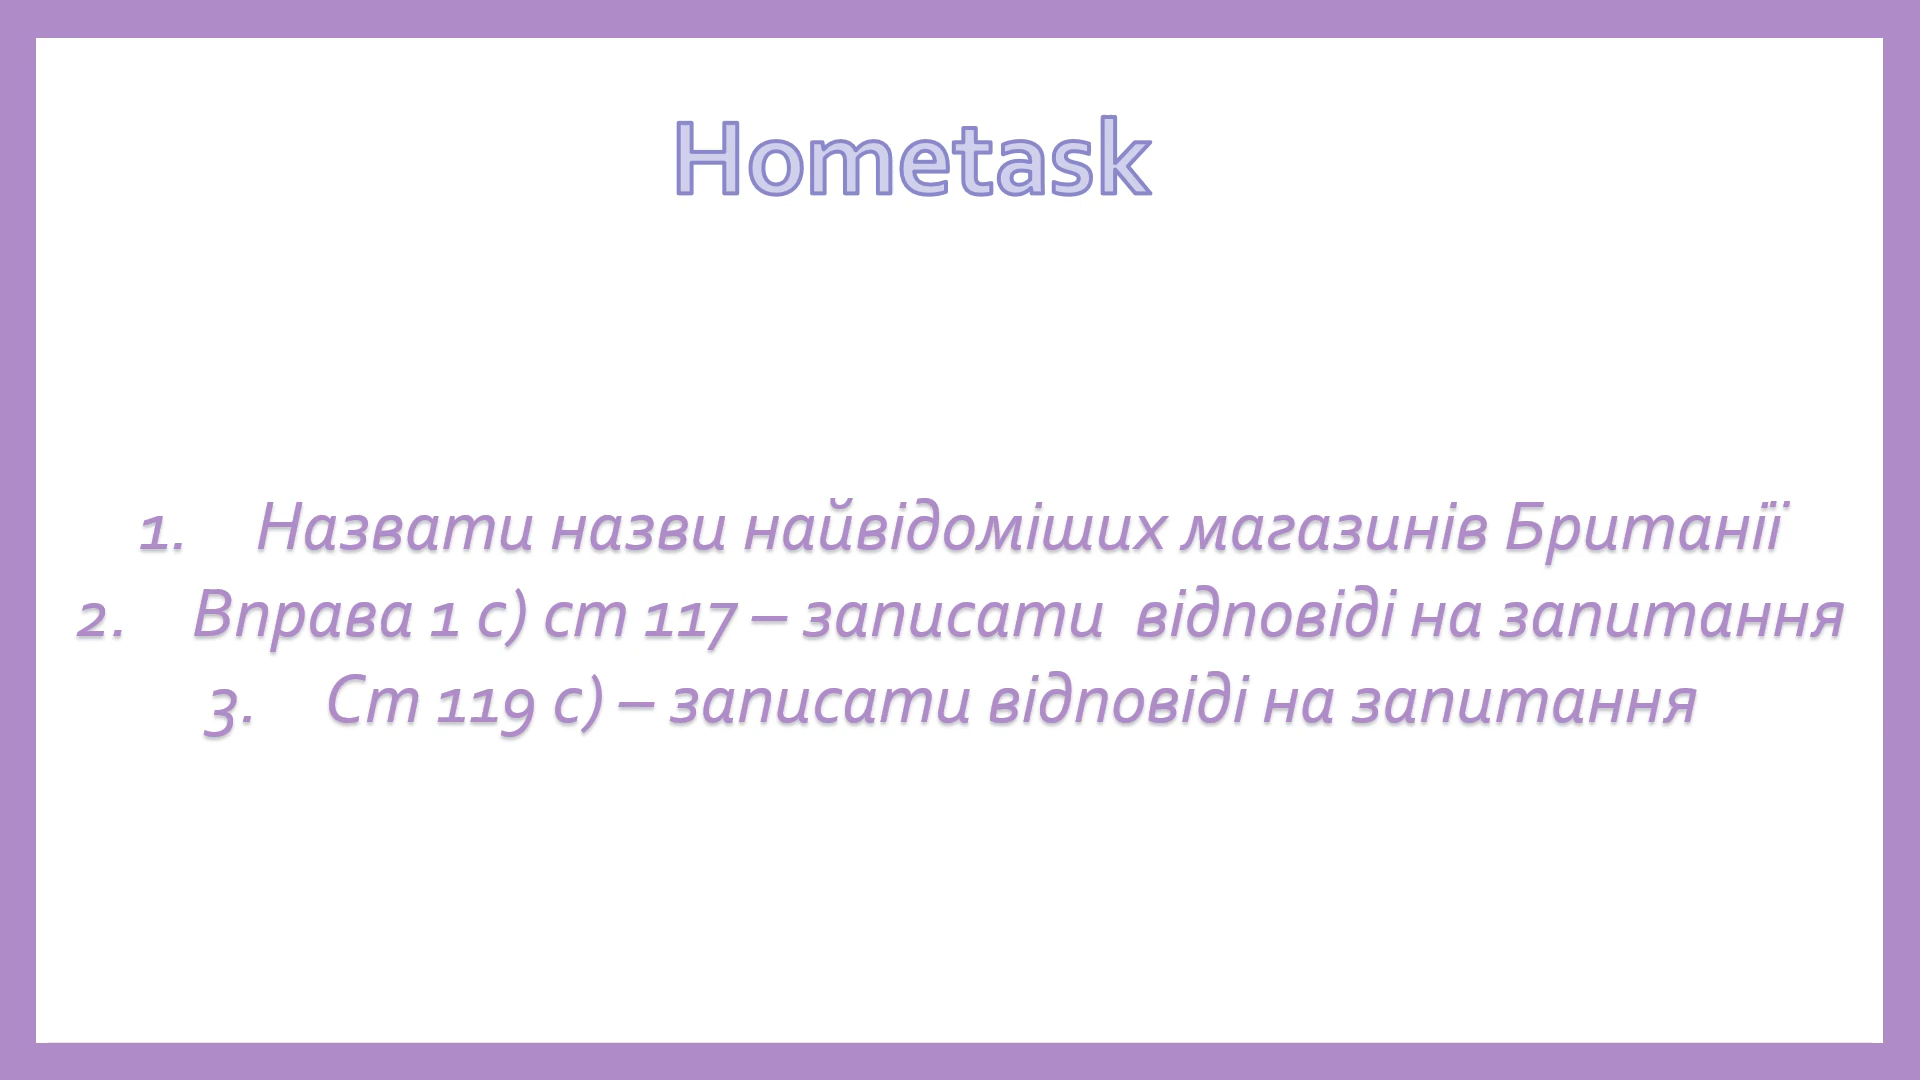 Hometask
1. Назвати назви найвідоміших магазинів Британії
2. Вправа 1 с) ст 117 – записати відповіді на запитання
3. Ст 119 с) – записати відповіді на запитання